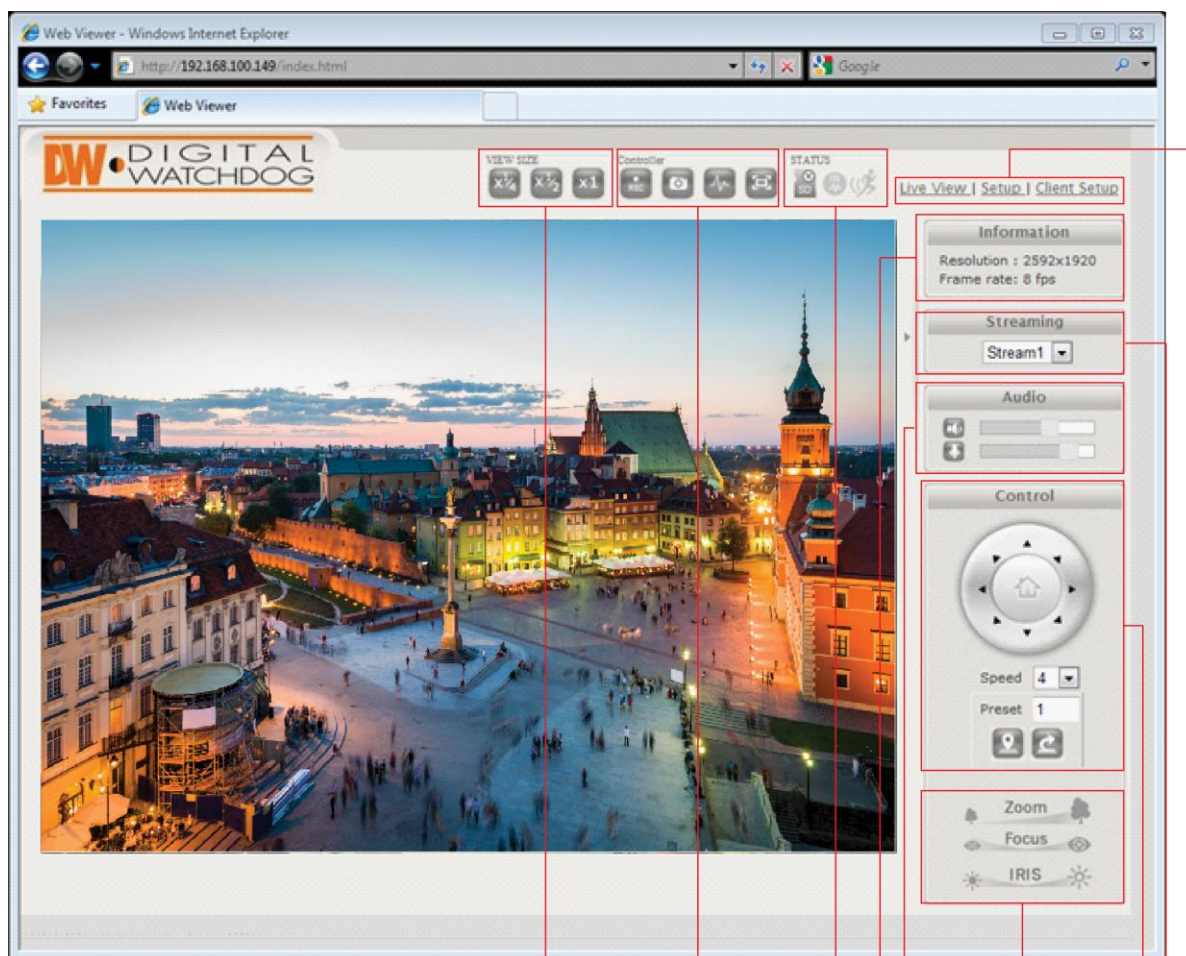 Web Viewer - Windows Internet Explorer
http://192.168.100.149/index.html
Google
Favorites
Web Viewer
DW DIGITAL WATCHDOG
VIEW SIZE
x1/4 x1/2 x1
Controller
REC
STATUS
SD
Live View | Setup | Client Setup
Information
Resolution : 2592x1920
Frame rate: 8 fps
Streaming
Stream1
Audio
Control
Speed 4
Preset 1
Zoom
Focus
IRIS